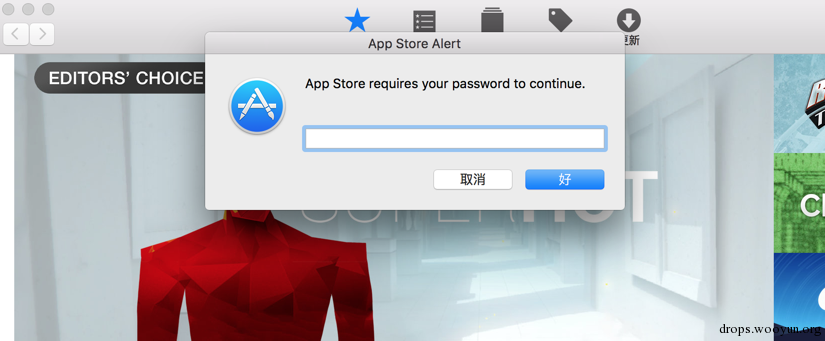 更新
App Store Alert
EDITORS' CHOICE
App Store requires your password to continue.
取消
好
HOT
drops.wooyun.org